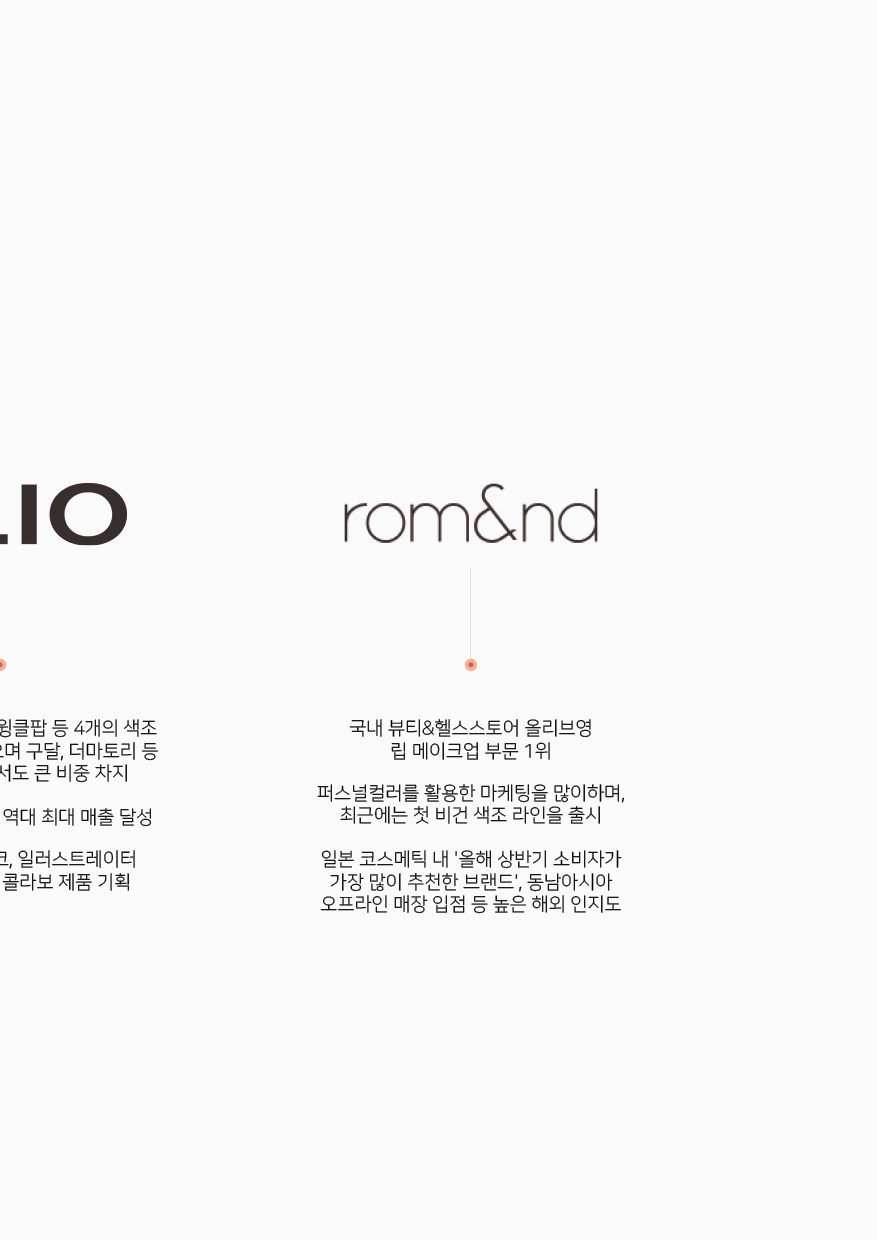 LIO
rom&nd
윙클팝 등 4개의 색조
며 구달, 더마토리 등
서도 큰 비중 차지
역대 최대 매출 달성
크, 일러스트레이터
콜라보 제품 기획
국내 뷰티&헬스스토어 올리브영
립 메이크업 부문 1위
퍼스널컬러를 활용한 마케팅을 많이하며,
최근에는 첫 비건 색조 라인을 출시
일본 코스메틱 내 '올해 상반기 소비자가
가장 많이 추천한 브랜드', 동남아시아
오프라인 매장 입점 등 높은 해외 인지도